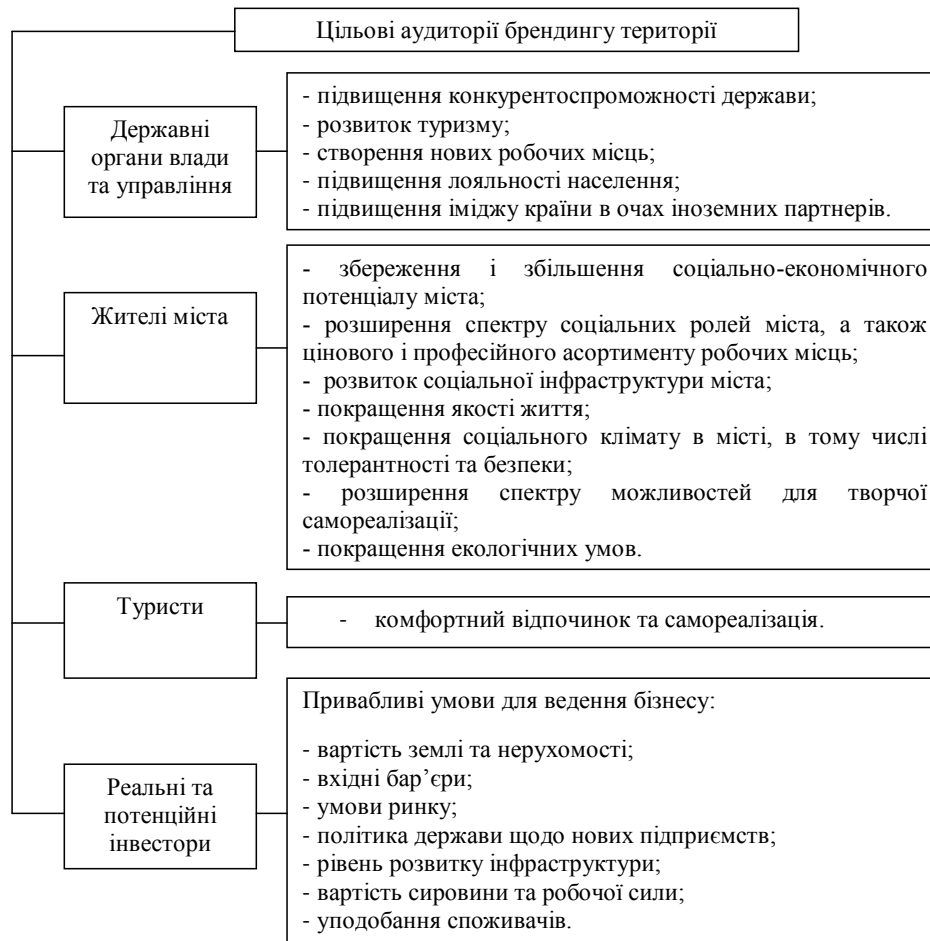 Цільові аудиторії брендингу території
Державні
органи влади
та управління
- підвищення конкурентоспроможності держави;
- розвиток туризму;
- створення нових робочих місць;
- підвищення лояльності населення;
- підвищення іміджу країни в очах іноземних партнерів.
Жителі міста
- збереження і збільшення соціально-економічного
потенціалу міста;
- розширення спектру соціальних ролей міста, а також
цінового і професійного асортименту робочих місць;
- розвиток соціальної інфраструктури міста;
- покращення якості життя;
- покращення соціального клімату в місті, в тому числі
толерантності та безпеки;
- розширення спектру можливостей для творчої
самореалізації;
- покращення екологічних умов.
Туристи
- комфортний відпочинок та самореалізація.
Реальні та
потенційні
інвестори
Привабливі умови для ведення бізнесу:
- вартість землі та нерухомості;
- вхідні бар’єри;
- умови ринку;
- політика держави щодо нових підприємств;
- рівень розвитку інфраструктури;
- вартість сировини та робочої сили;
- уподобання споживачів.